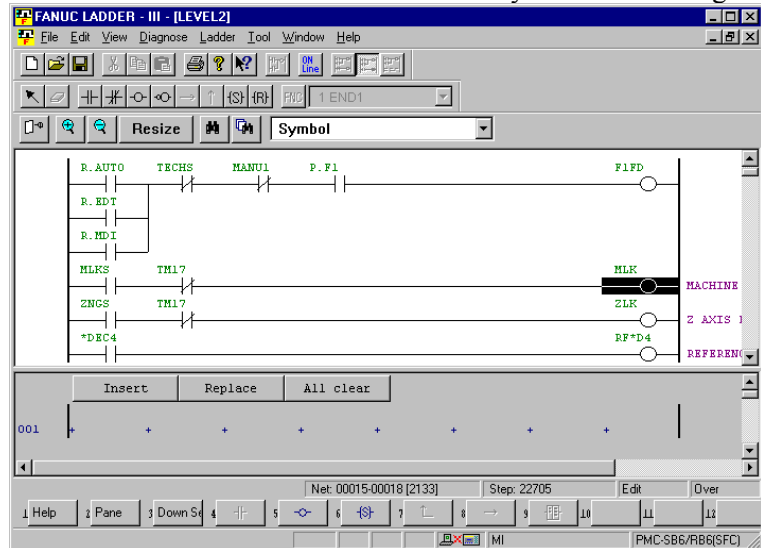 FANUC LADDER - III - [LEVEL2]
File Edit View Diagnose Ladder Tool Window Help
ON Line
{S} {R} FNC 1 END1
Resize Symbol
R.AUTO TECHS MANU1 P.F1 F1FD
R.EDT
R.MDI
MLKS TM17 MLK MACHINE
ZNGS TM17 ZLK Z AXIS
*DEC4 RF*D4 REFEREN
Insert Replace All clear
001 + + + + + + + +
Net: 00015-00018 [2133] Step: 22705 Edit Over
1 Help 2 Pane 3 Down Se 4 5 6 {S} 7 8 9 10 11 12
MI PMC-SB6/RB6(SFC)